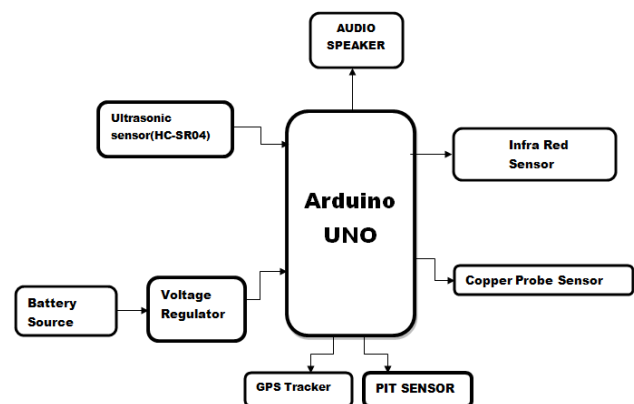 AUDIO
SPEAKER
Ultrasonic
sensor(HC-SR04)
Infra Red
Sensor
Arduino
UNO
Copper Probe Sensor
Battery
Source
Voltage
Regulator
GPS Tracker
PIT SENSOR